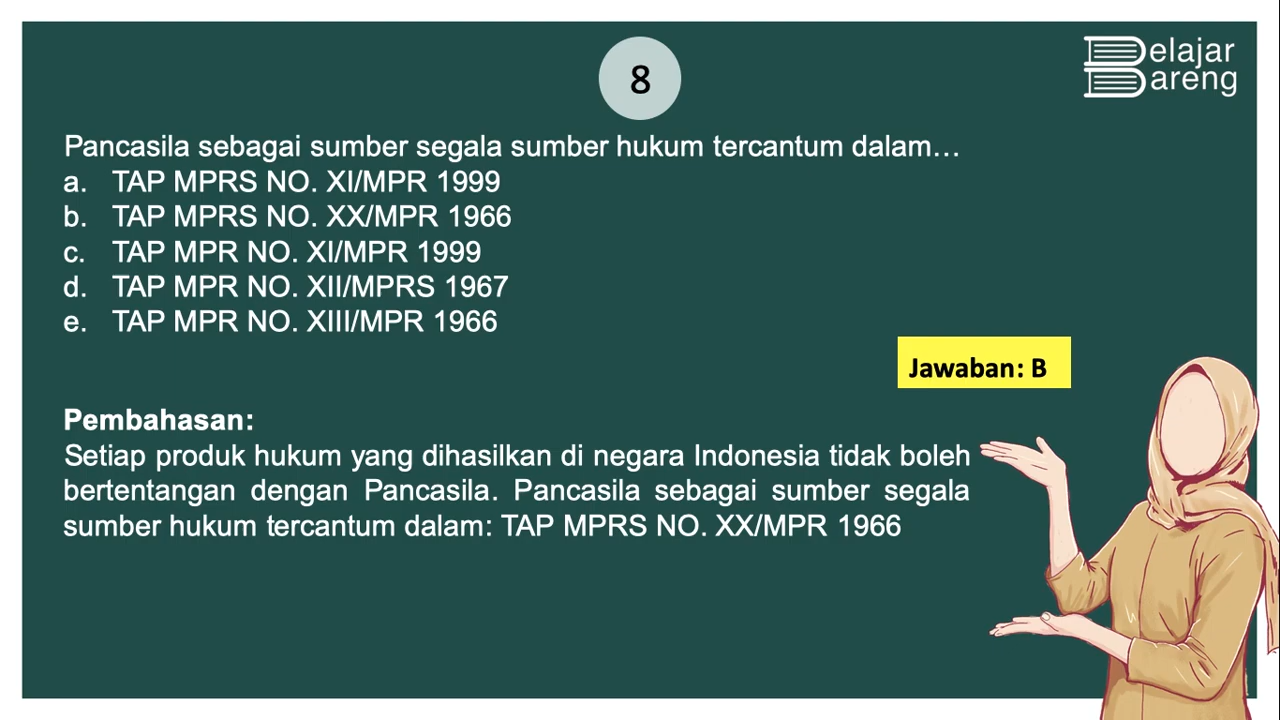 8
Belajar
Bareng
Pancasila sebagai sumber segala sumber hukum tercantum dalam…
a. TAP MPRS NO. XI/MPR 1999
b. TAP MPRS NO. XX/MPR 1966
c. TAP MPR NO. XI/MPR 1999
d. TAP MPR NO. XII/MPRS 1967
e. TAP MPR NO. XIII/MPR 1966
Jawaban: B
Pembahasan:
Setiap produk hukum yang dihasilkan di negara Indonesia tidak boleh
bertentangan dengan Pancasila. Pancasila sebagai sumber segala
sumber hukum tercantum dalam: TAP MPRS NO. XX/MPR 1966